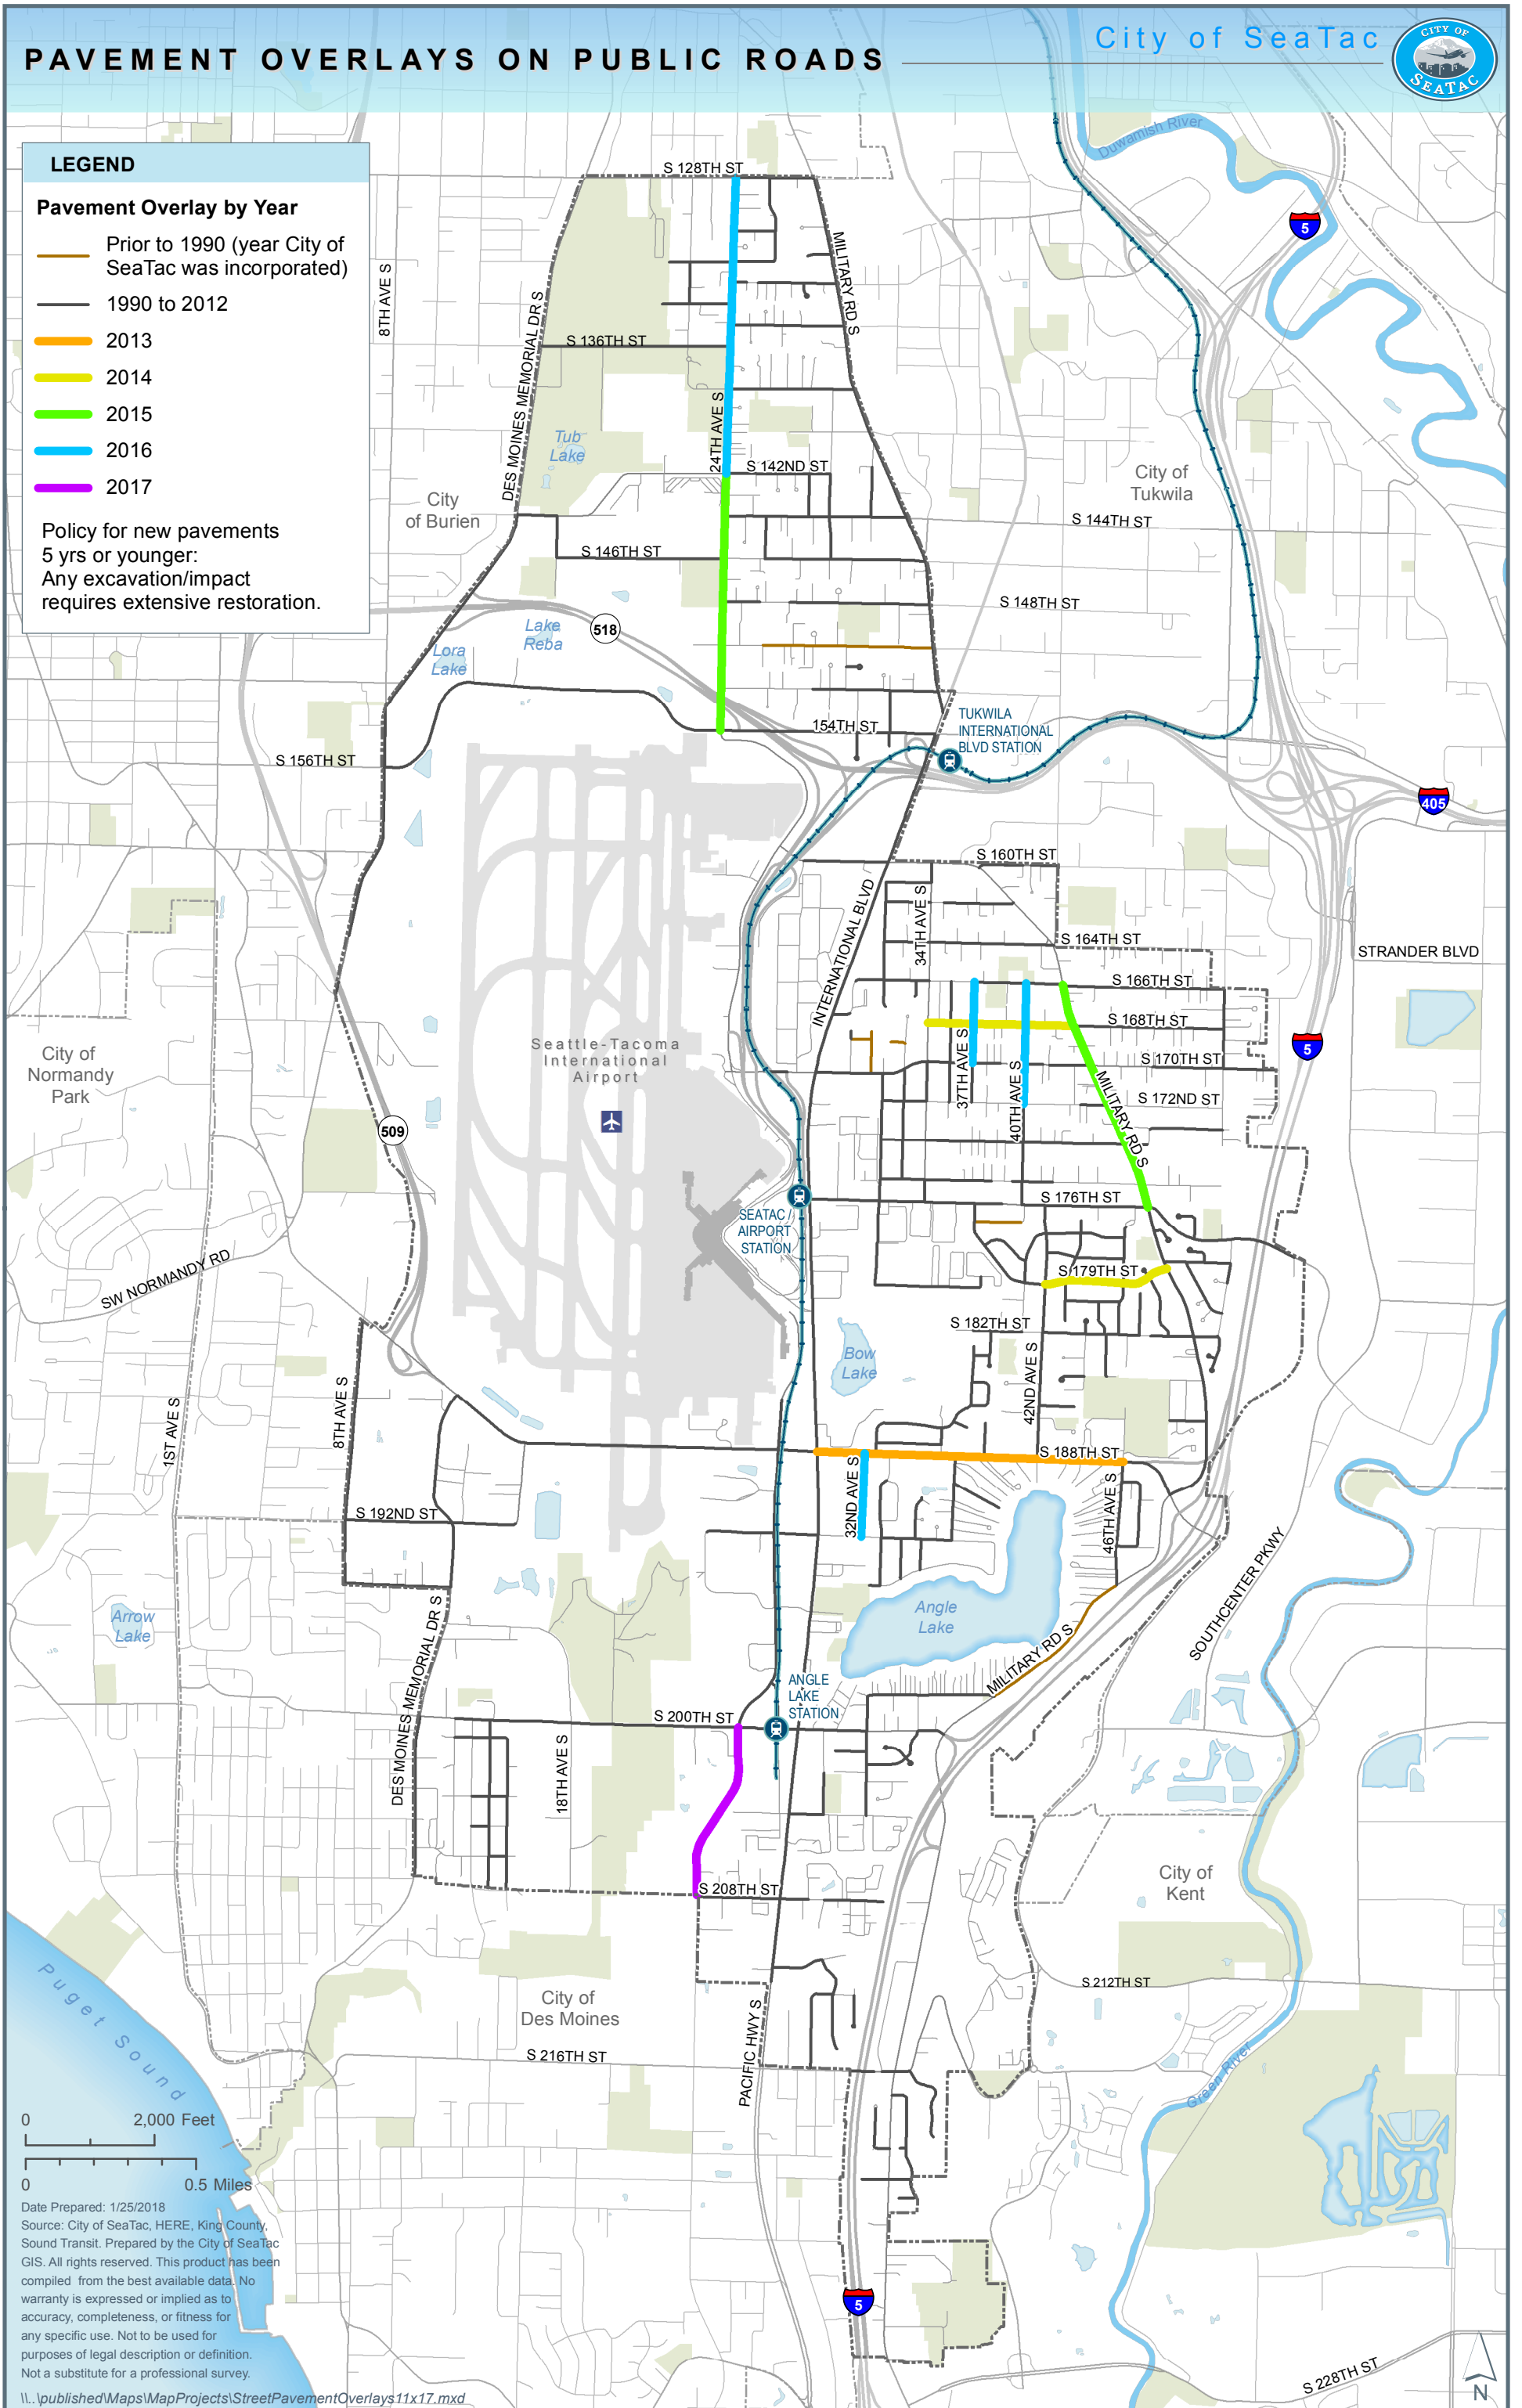 PAVEMENT OVERLAYS ON PUBLIC ROADS
City of SeaTac
CITY OF
SEATAC
LEGEND
Pavement Overlay by Year
Prior to 1990 (year City of
SeaTac was incorporated)
1990 to 2012
2013
2014
2015
2016
2017
Policy for new pavements
5 yrs or younger:
Any excavation/impact
requires extensive restoration.
Duwamish River
5
S 128TH ST
MILITARY RD S
8TH AVE S
DES MOINES MEMORIAL DR S
S 136TH ST
24TH AVE S
Tub
Lake
S 142ND ST
City of
Tukwila
City
of Burien
S 144TH ST
S 146TH ST
S 148TH ST
518
Lake
Reba
Lora
Lake
154TH ST
TUKWILA
INTERNATIONAL
BLVD STATION
S 156TH ST
405
S 160TH ST
INTERNATIONAL BLVD
34TH AVE S
S 164TH ST
STRANDER BLVD
S 166TH ST
S 168TH ST
5
Seattle-Tacoma
International
Airport
City of
Normandy
Park
37TH AVE S
S 170TH ST
40TH AVE S
MILITARY RD S
S 172ND ST
509
S 176TH ST
SEATAC /
AIRPORT
STATION
SW NORMANDY RD
S 179TH ST
S 182TH ST
Bow
Lake
42ND AVE S
8TH AVE S
1ST AVE S
S 188TH ST
32ND AVE S
46TH AVE S
S 192ND ST
SOUTHCENTER PKWY
Arrow
Lake
Angle
Lake
DES MOINES MEMORIAL DR S
MILITARY RD S
ANGLE
LAKE
STATION
S 200TH ST
18TH AVE S
City of
Kent
S 208TH ST
Puget Sound
S 212TH ST
City of
Des Moines
PACIFIC HWY S
S 216TH ST
Green River
0 2,000 Feet
0 0.5 Miles
5
Date Prepared: 1/25/2018
Source: City of SeaTac, HERE, King County,
Sound Transit. Prepared by the City of SeaTac
GIS. All rights reserved. This product has been
compiled from the best available data. No
warranty is expressed or implied as to
accuracy, completeness, or fitness for
any specific use. Not to be used for
purposes of legal description or definition.
Not a substitute for a professional survey.
\\..\published\Maps\MapProjects\StreetPavementOverlays11x17.mxd
S 228TH ST
N